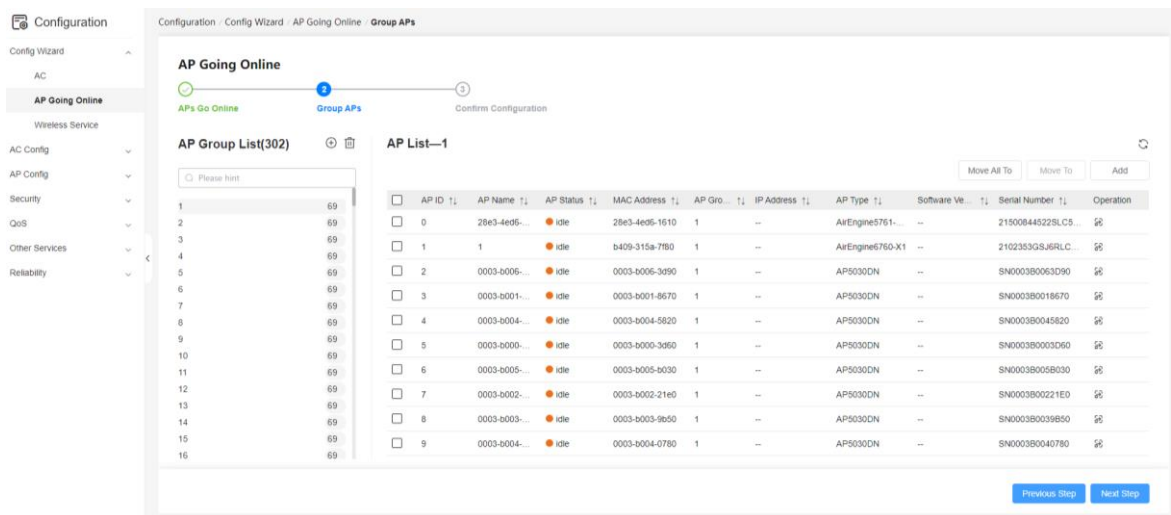 Configuration
Config Wizard
AC
AP Going Online
Wireless Service
AC Config
AP Config
Security
QoS
Other Services
Reliability
Configuration / Config Wizard / AP Going Online / Group APs
AP Going Online
2 3
APs Go Online Group APs Confirm Configuration
AP Group List(302)
Please hint
1 69
2 69
3 69
4 69
5 69
6 69
7 69
8 69
9 69
10 69
11 69
12 69
13 69
14 69
15 69
16 69
AP List—1
Move All To Move To Add
AP ID AP Name AP Status MAC Address AP Gro... IP Address AP Type Software Ve... Serial Number Operation
0 28e3-4ed6-... idle 28e3-4ed6-1610 1 -- AirEngine5761-... -- 21500844522SLC5...
1 1 idle b409-315a-7f80 1 -- AirEngine6760-X1 -- 2102353GSJ6RLC...
2 0003-b006-... idle 0003-b006-3d90 1 -- AP5030DN -- SN0003B0063D90
3 0003-b001-... idle 0003-b001-8670 1 -- AP5030DN -- SN0003B0018670
4 0003-b004-... idle 0003-b004-5820 1 -- AP5030DN -- SN0003B0045820
5 0003-b000-... idle 0003-b000-3d60 1 -- AP5030DN -- SN0003B0003D60
6 0003-b005-... idle 0003-b005-b030 1 -- AP5030DN -- SN0003B005B030
7 0003-b002-... idle 0003-b002-21e0 1 -- AP5030DN -- SN0003B00221E0
8 0003-b003-... idle 0003-b003-9b50 1 -- AP5030DN -- SN0003B0039B50
9 0003-b004-... idle 0003-b004-0780 1 -- AP5030DN -- SN0003B0040780
Previous Step Next Step